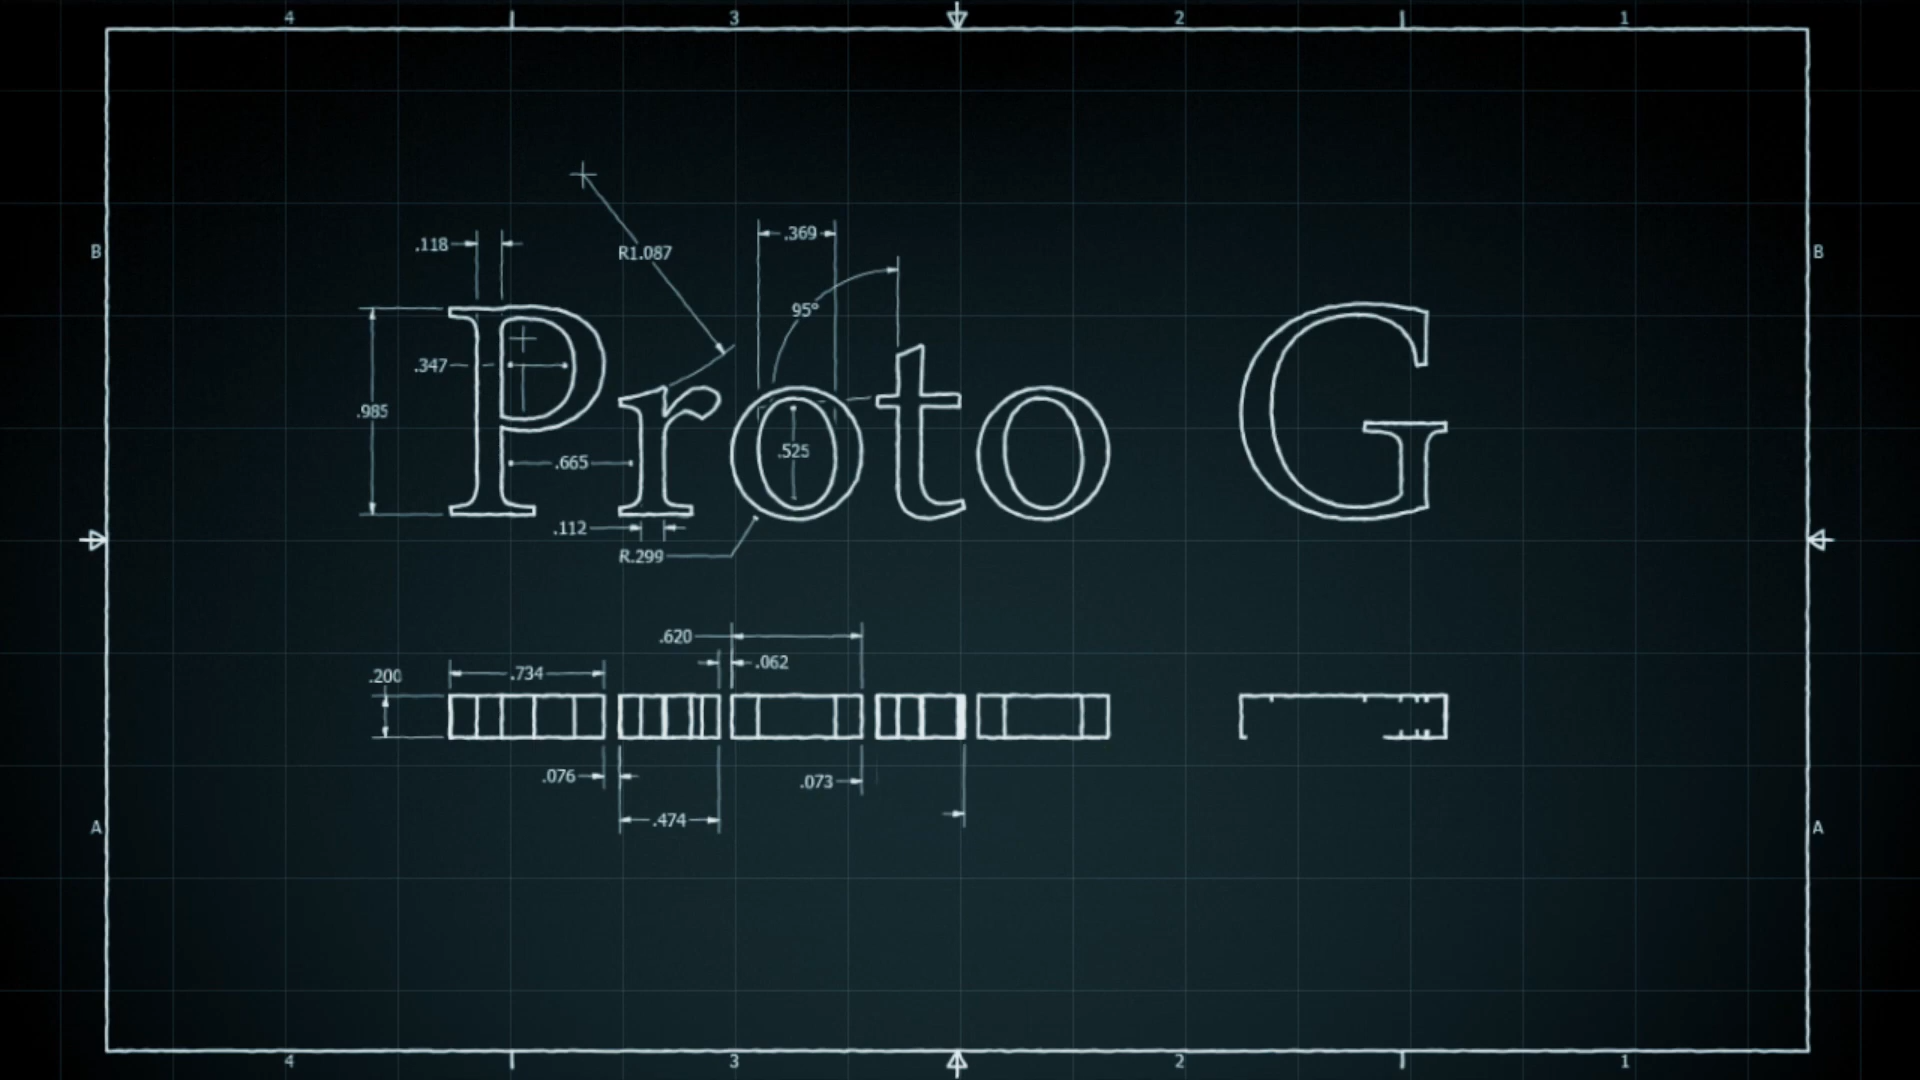 4 3 2 1
.369
.118
B R1.087 B
95°
.347
.985
Proto G
.525
.665
.112
R.299
.620
.062
.200 .734
.076 .073
.474
A A
4 3 2 1